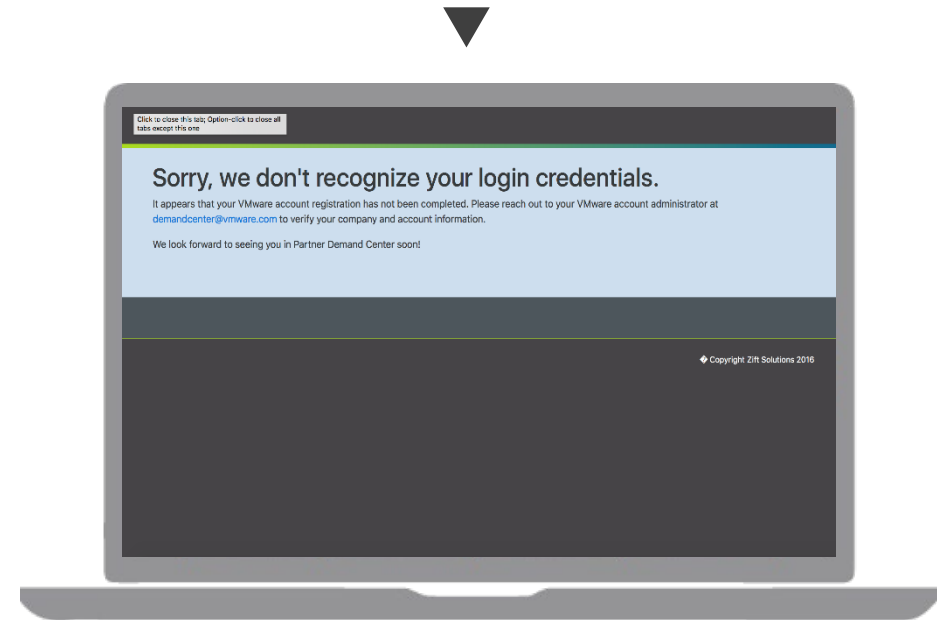 Click to close this tab; Option-click to close all
tabs except this one
Sorry, we don't recognize your login credentials.
It appears that your VMware account registration has not been completed. Please reach out to your VMware account administrator at
demandcenter@vmware.com to verify your company and account information.
We look forward to seeing you in Partner Demand Center soon!
� Copyright Zift Solutions 2016